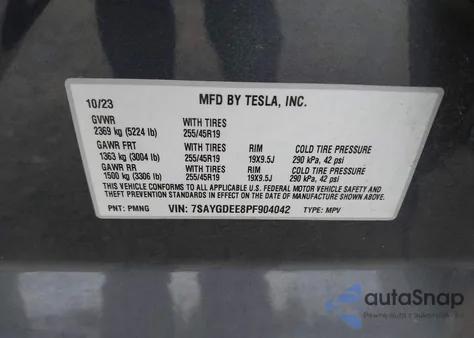 10/23 MFD BY TESLA, INC.
GVWR WITH TIRES
2369 kg (5224 lb) 255/45R19
GAWR FRT WITH TIRES RIM COLD TIRE PRESSURE
1363 kg (3004 lb) 255/45R19 19X9.5J 290 kPa, 42 psi
GAWR RR WITH TIRES RIM COLD TIRE PRESSURE
1500 kg (3306 lb) 255/45R19 19X9.5J 290 kPa, 42 psi
THIS VEHICLE CONFORMS TO ALL APPLICABLE U.S. FEDERAL MOTOR VEHICLE SAFETY AND
THEFT PREVENTION STANDARDS IN EFFECT ON THE DATE OF MANUFACTURE SHOWN ABOVE.
PNT: PMNG VIN: 7SAYGDEE8PF904042 TYPE: MPV
autoSnap